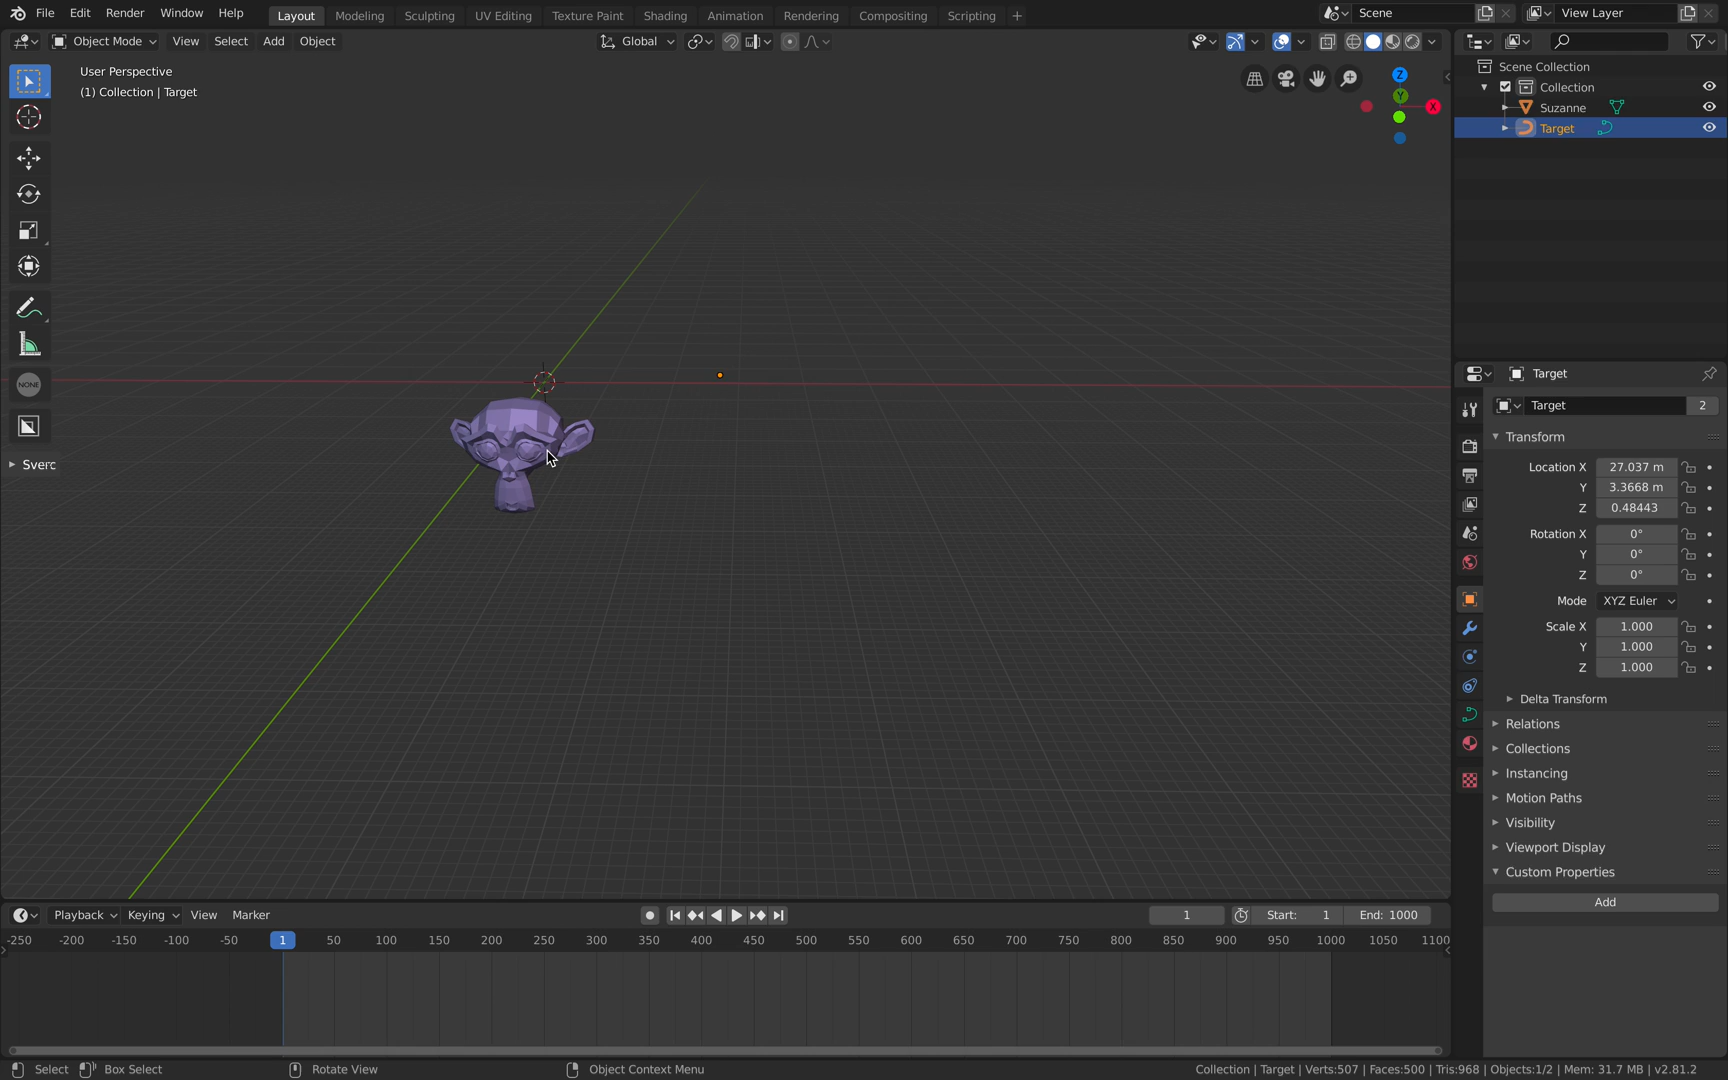 File Edit Render Window Help Layout Modeling Sculpting UV Editing Texture Paint Shading Animation Rendering Compositing Scripting + Scene View Layer
Object Mode View Select Add Object Global
User Perspective
(1) Collection | Target
Z
Y
X
NONE
Sverc
Scene Collection
Collection
Suzanne
Target
Target
Target 2
Transform
Location X 27.037 m
Y 3.3668 m
Z 0.48443
Rotation X 0°
Y 0°
Z 0°
Mode XYZ Euler
Scale X 1.000
Y 1.000
Z 1.000
Delta Transform
Relations
Collections
Instancing
Motion Paths
Visibility
Viewport Display
Custom Properties
Add
Playback Keying View Marker 1 Start: 1 End: 1000
-250 -200 -150 -100 -50 1 50 100 150 200 250 300 350 400 450 500 550 600 650 700 750 800 850 900 950 1000 1050 1100
Select Box Select Rotate View Object Context Menu Collection | Target | Verts:507 | Faces:500 | Tris:968 | Objects:1/2 | Mem: 31.7 MB | v2.81.2